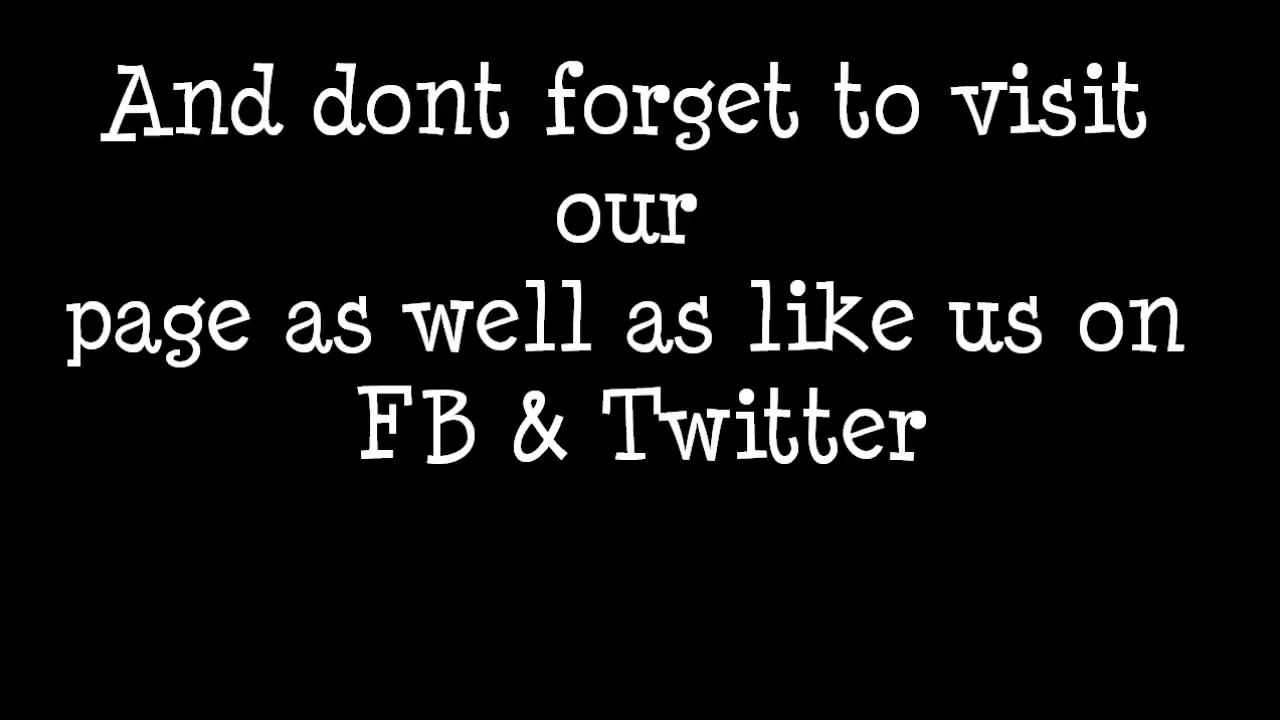 And dont forget to visit
our
page as well as like us on
FB & Twitter